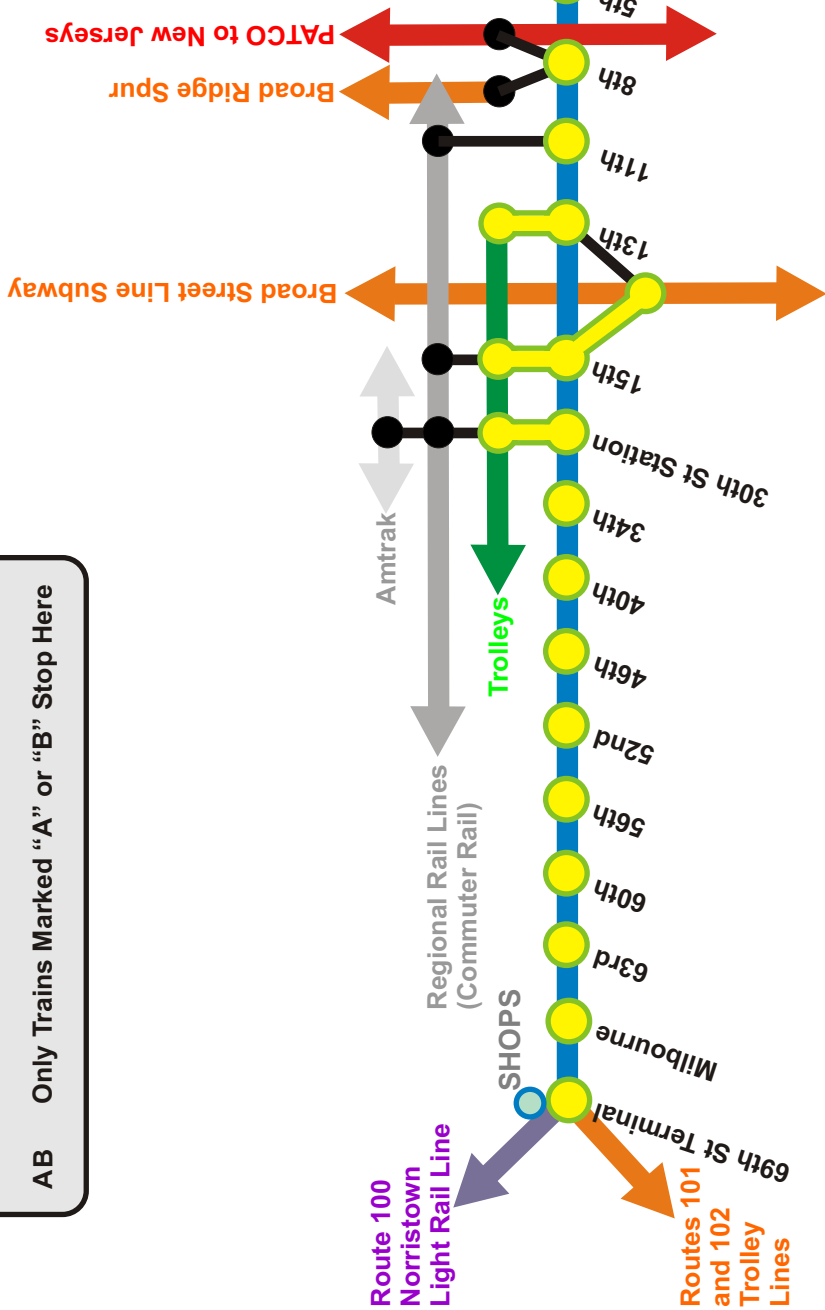 AB Only Trains Marked “A” or “B” Stop Here
PATCO to New Jerseys
Broad Ridge Spur
Broad Street Line Subway
Amtrak
Trolleys
Regional Rail Lines
(Commuter Rail)
SHOPS
Route 100
Norristown
Light Rail Line
Routes 101
and 102
Trolley
Lines
69th St Terminal
Milbourne
63rd
60th
56th
52nd
46th
40th
34th
30th St Station
15th
13th
11th
8th
5th